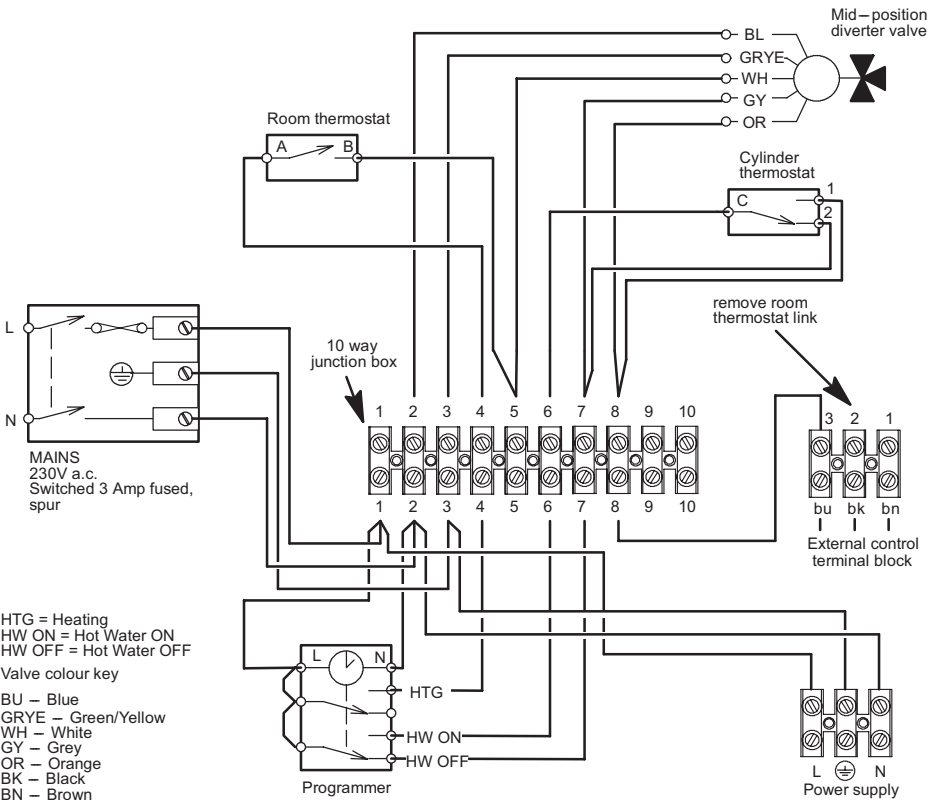 Mid – position
diverter valve
BL
GRYE
WH
GY
OR
Room thermostat
A B
Cylinder
thermostat
C
1
2
remove room
thermostat link
10 way
junction box
L
N
MAINS
230V a.c.
Switched 3 Amp fused,
spur
1 2 3 4 5 6 7 8 9 10
1 2 3 4 5 6 7 8 9 10
3 2 1
bu bk bn
External control
terminal block
HTG = Heating
HW ON = Hot Water ON
HW OFF = Hot Water OFF
Valve colour key
BU – Blue
GRYE – Green/Yellow
WH – White
GY – Grey
OR – Orange
BK – Black
BN – Brown
L N
HTG
HW ON
HW OFF
Programmer
L N
Power supply